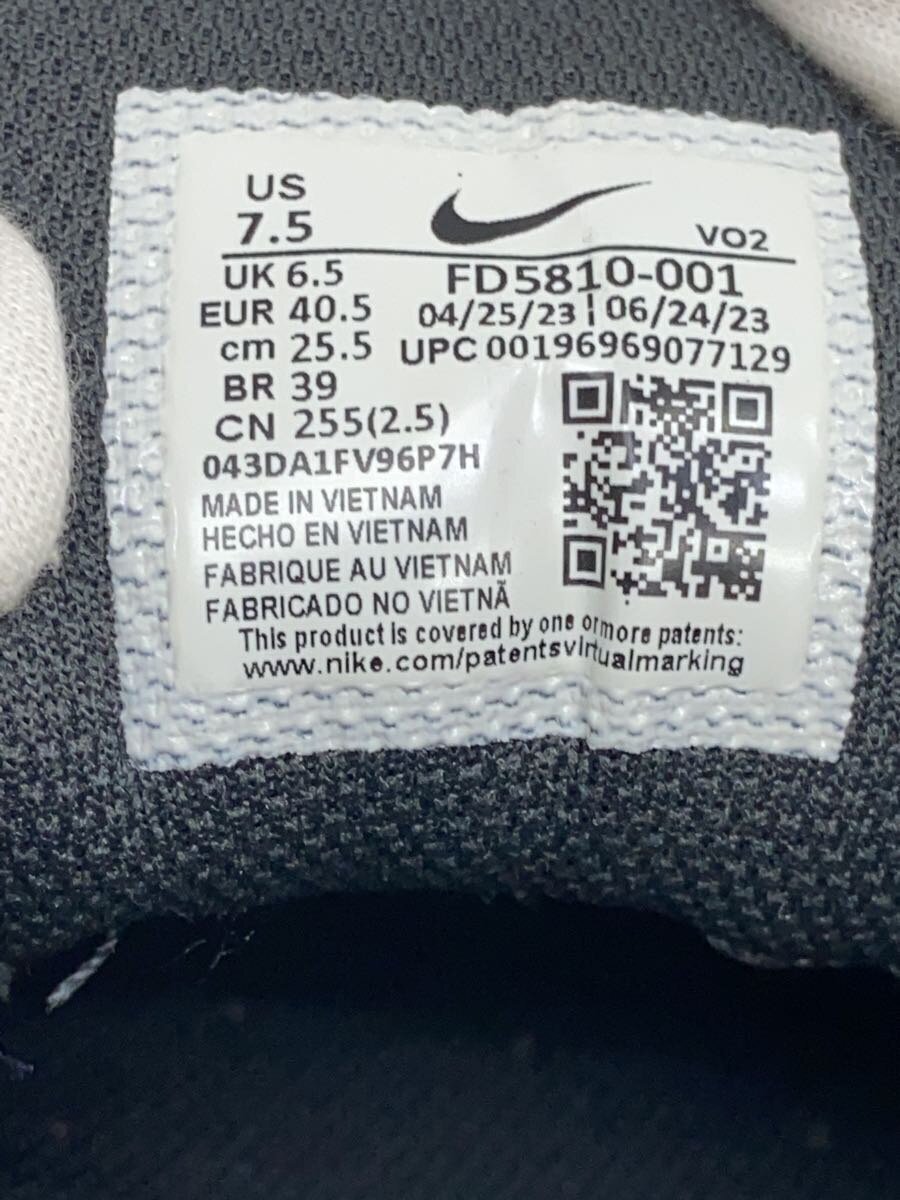 US
7.5
VO2
UK 6.5
FD5810-001
EUR 40.5
04/25/23 | 06/24/23
cm 25.5
UPC 00196969077129
BR 39
CN 255(2.5)
043DA1FV96P7H
MADE IN VIETNAM
HECHO EN VIETNAM
FABRIQUE AU VIETNAM
FABRICADO NO VIETNÃ
This product is covered by one or more patents:
www.nike.com/patentsvirtualmarking